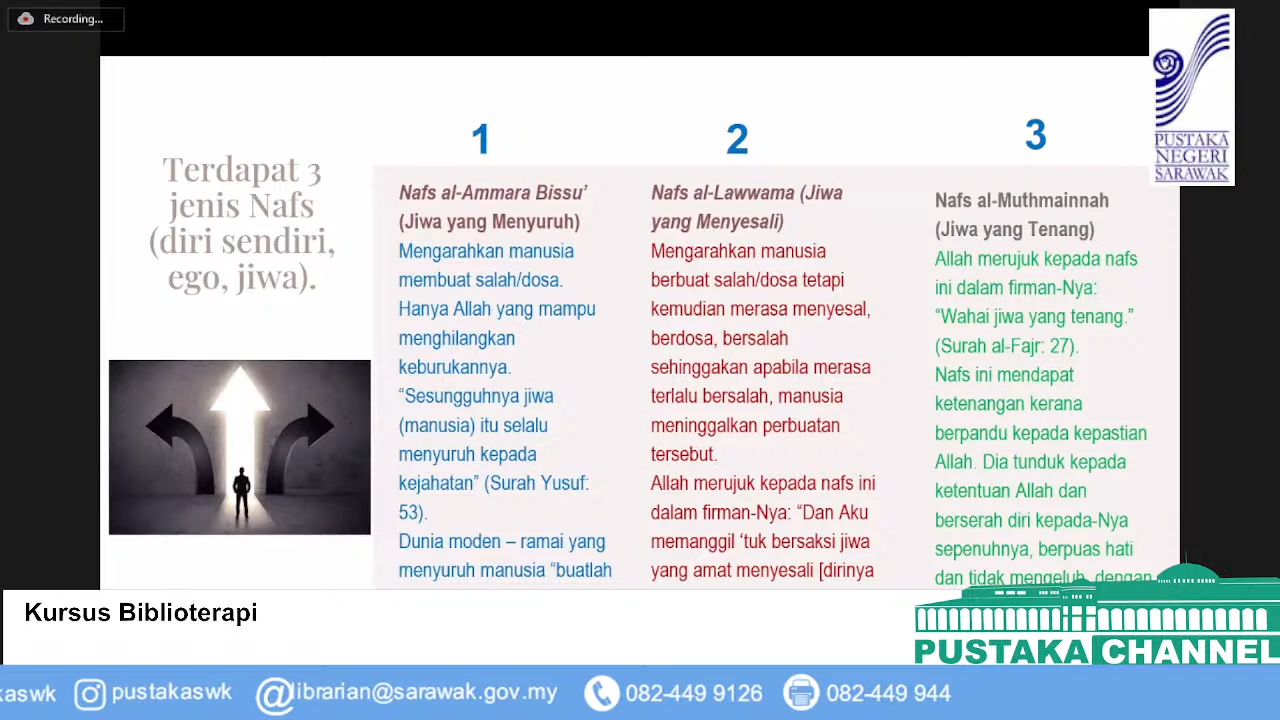 Recording...
PUSTAKA
NEGERI
SARAWAK
Terdapat 3
jenis Nafs
(diri sendiri,
ego, jiwa).
1
Nafs al-Ammara Bissu’
(Jiwa yang Menyuruh)
Mengarahkan manusia
membuat salah/dosa.
Hanya Allah yang mampu
menghilangkan
keburukannya.
“Sesungguhnya jiwa
(manusia) itu selalu
menyuruh kepada
kejahatan” (Surah Yusuf:
53).
Dunia moden – ramai yang
menyuruh manusia “buatlah
2
Nafs al-Lawwama (Jiwa
yang Menyesali)
Mengarahkan manusia
berbuat salah/dosa tetapi
kemudian merasa menyesal,
berdosa, bersalah
sehinggakan apabila merasa
terlalu bersalah, manusia
meninggalkan perbuatan
tersebut.
Allah merujuk kepada nafs ini
dalam firman-Nya: “Dan Aku
memanggil ‘tuk bersaksi jiwa
yang amat menyesali [dirinya
3
Nafs al-Muthmainnah
(Jiwa yang Tenang)
Allah merujuk kepada nafs
ini dalam firman-Nya:
“Wahai jiwa yang tenang.”
(Surah al-Fajr: 27).
Nafs ini mendapat
ketenangan kerana
berpandu kepada kepastian
Allah. Dia tunduk kepada
ketentuan Allah dan
berserah diri kepada-Nya
sepenuhnya, berpuas hati
dan tidak mengeluh, dengan
Kursus Biblioterapi
PUSTAKA CHANNEL
kaswk pustakaswk @librarian@sarawak.gov.my 082-449 9126 082-449 944